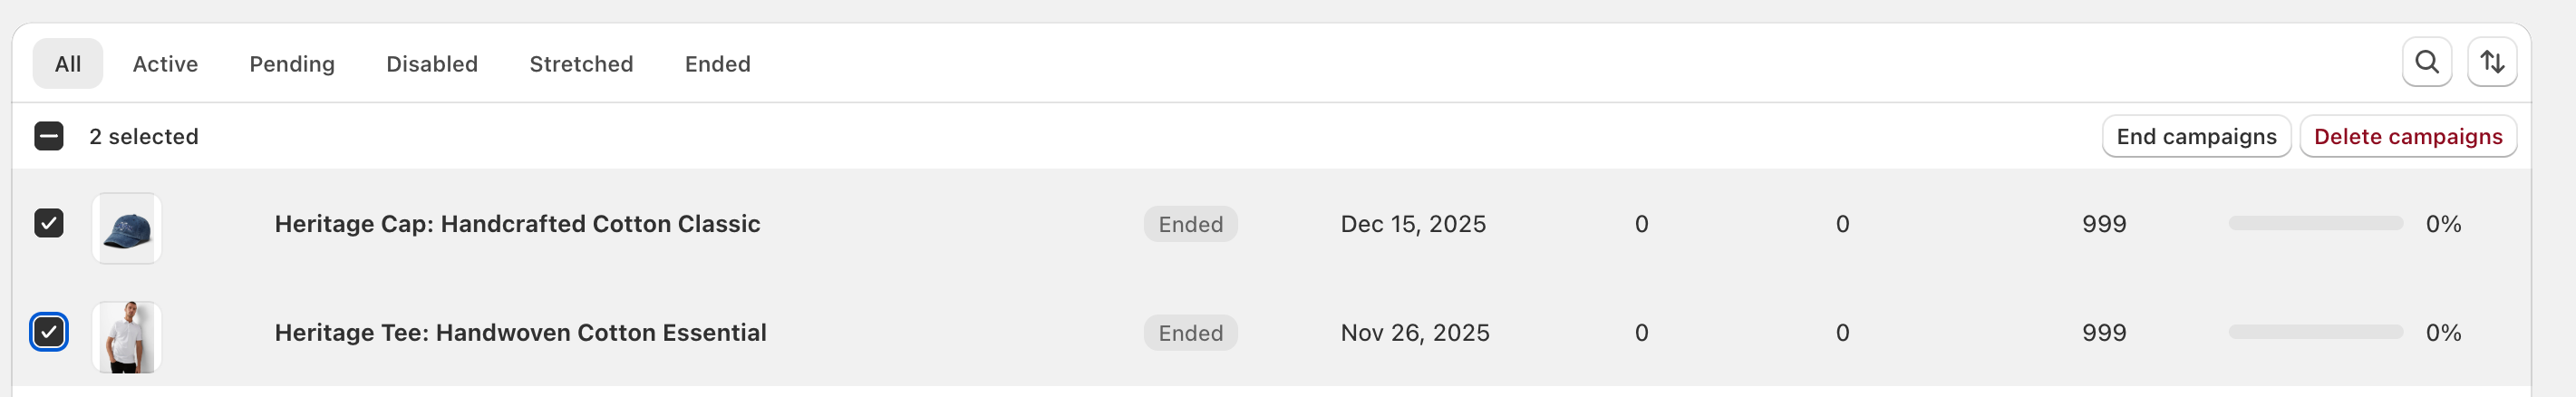 All Active Pending Disabled Stretched Ended
2 selected End campaigns Delete campaigns
Heritage Cap: Handcrafted Cotton Classic Ended Dec 15, 2025 0 0 999 0%
Heritage Tee: Handwoven Cotton Essential Ended Nov 26, 2025 0 0 999 0%